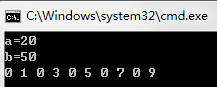 C:\Windows\system32\cmd.exe
a=20
b=50
0 1 0 3 0 5 0 7 0 9